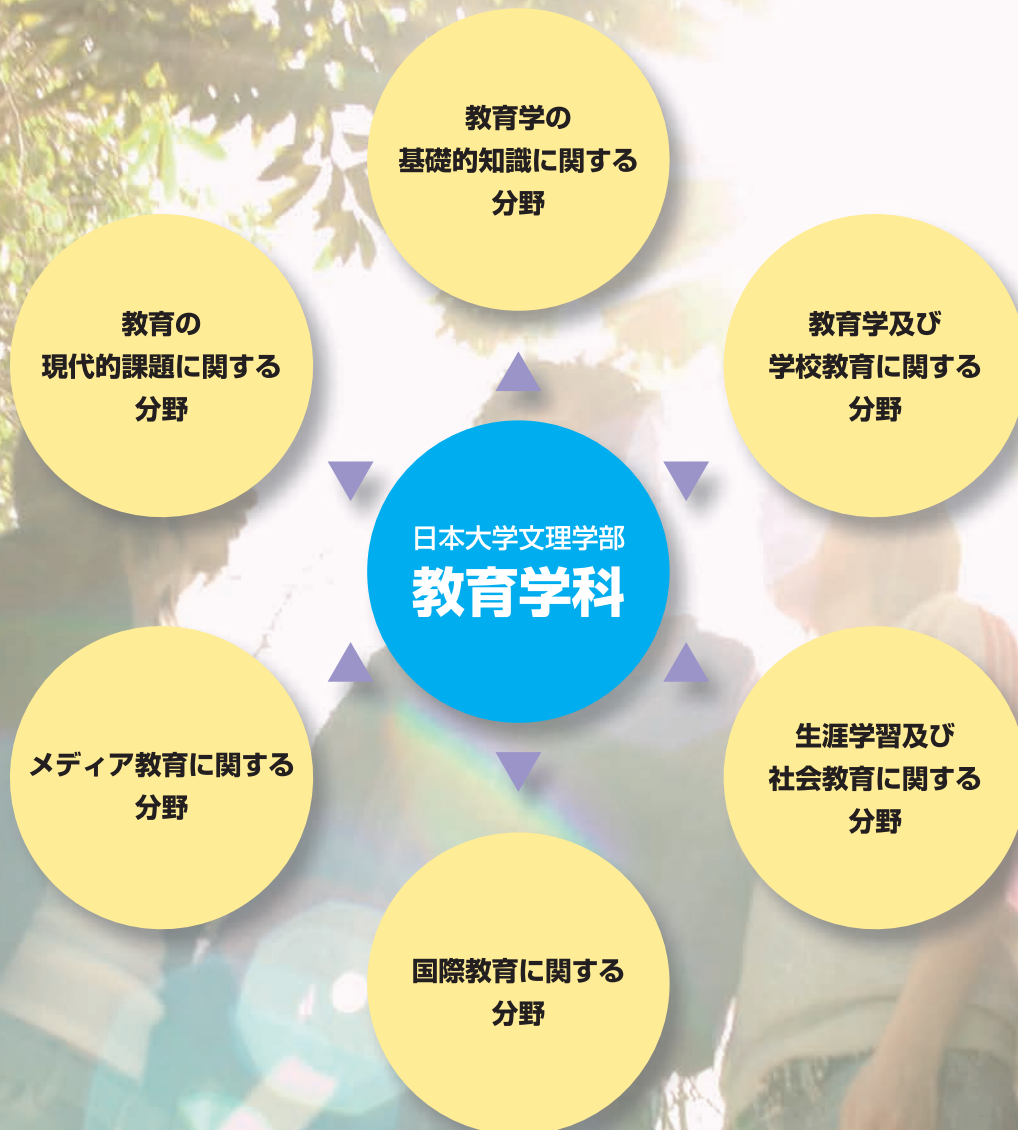 教育学の
基礎的知識に関する
分野
教育の
現代的課題に関する
分野
教育学及び
学校教育に関する
分野
日本大学文理学部
教育学科
メディア教育に関する
分野
生涯学習及び
社会教育に関する
分野
国際教育に関する
分野